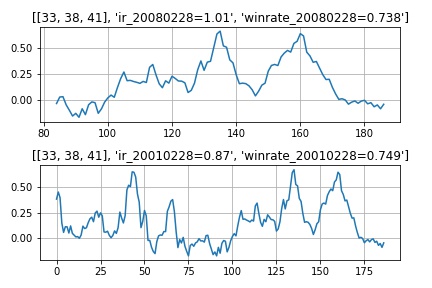 [[33, 38, 41], 'ir_20080228=1.01', 'winrate_20080228=0.738']
0.50
0.25
0.00
80 100 120 140 160 180
[[33, 38, 41], 'ir_20010228=0.87', 'winrate_20010228=0.749']
0.50
0.25
0.00
0 25 50 75 100 125 150 175